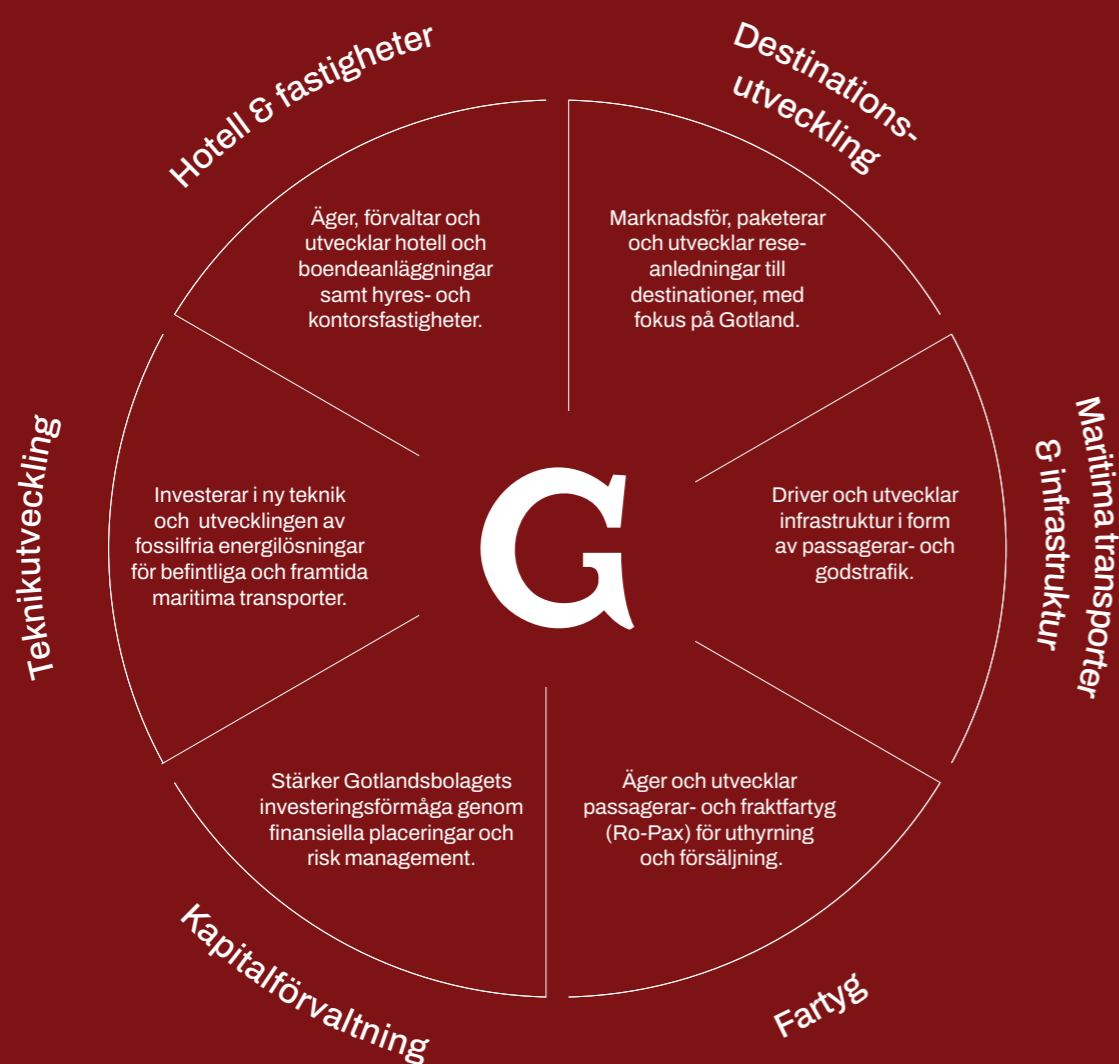 Hotell & fastigheter
Äger, förvaltar och
utvecklar hotell och
boendeanläggningar
samt hyres- och
kontorsfastigheter.
Destinations-
utveckling
Marknadsför, paketerar
och utvecklar rese-
anledningar till
destinationer, med
fokus på Gotland.
Maritima transporter
& infrastruktur
Driver och utvecklar
infrastruktur i form
av passagerar- och
godstrafik.
Fartyg
Äger och utvecklar
passagerar- och fraktfartyg
(Ro-Pax) för uthyrning
och försäljning.
Kapitalförvaltning
Stärker Gotlandsbolagets
investeringsförmåga genom
finansiella placeringar och
risk management.
Teknikutveckling
Investerar i ny teknik
och utvecklingen av
fossilfria energilösningar
för befintliga och framtida
maritima transporter.
G